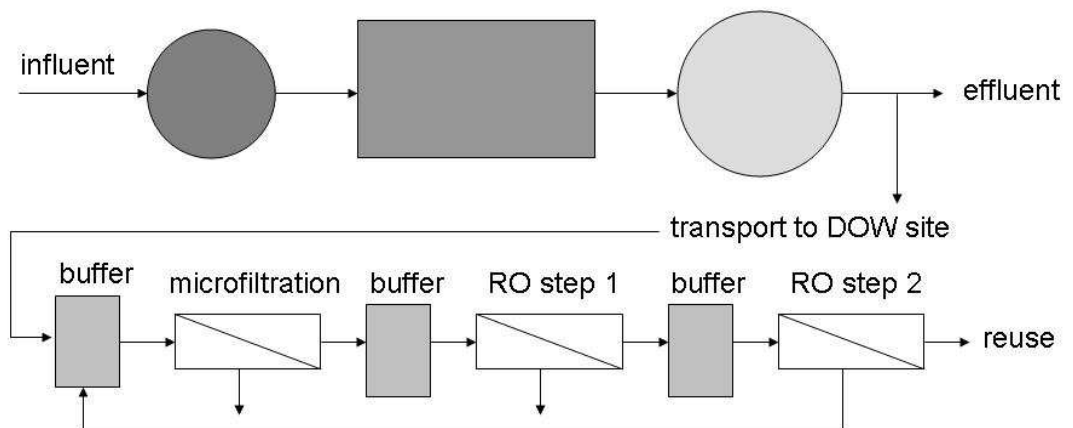 influent
effluent
transport to DOW site
buffer
microfiltration
buffer
RO step 1
buffer
RO step 2
reuse